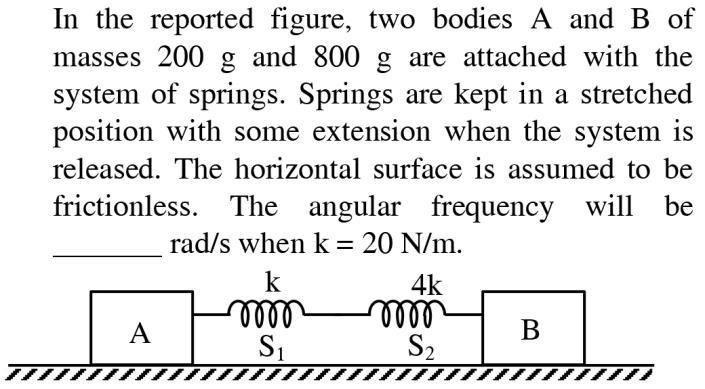 In the reported figure, two bodies A and B of
masses 200 g and 800 g are attached with the
system of springs. Springs are kept in a stretched
position with some extension when the system is
released. The horizontal surface is assumed to be
frictionless. The angular frequency will be
________ rad/s when k = 20 N/m.
k 4k
A B
S₁ S₂